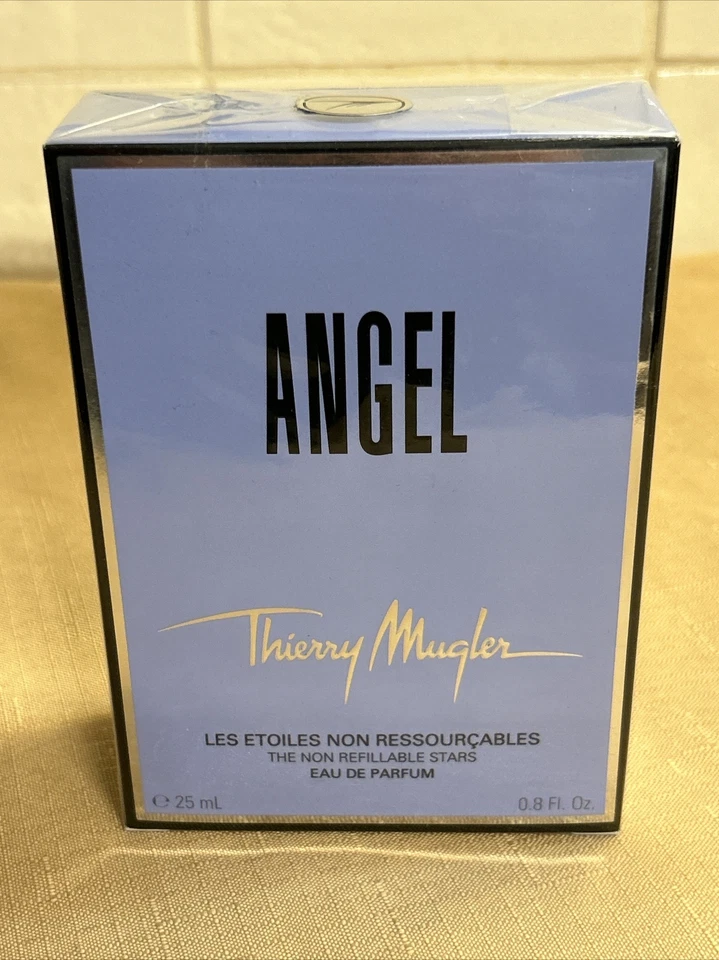 ANGEL
Thierry Mugler
LES ETOILES NON RESSOURÇABLES
THE NON REFILLABLE STARS
EAU DE PARFUM
℮ 25 mL 0.8 Fl. Oz.